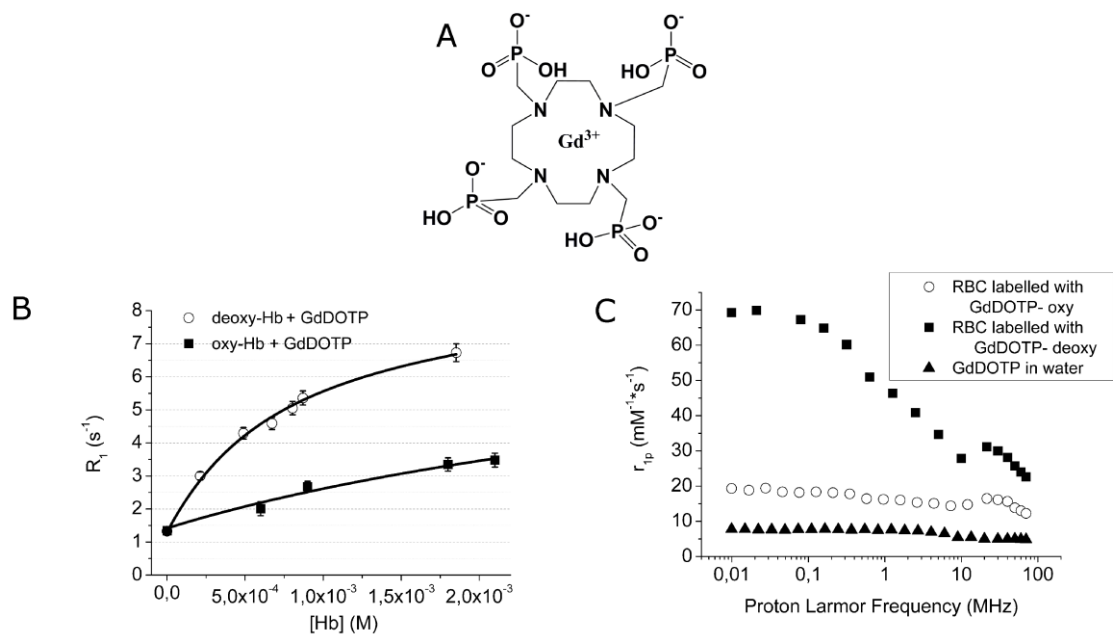 A
O⁻
O⁻
P
OH
O
HO
P
O
N
N
Gd³⁺
N
N
O⁻
P
HO
O
O⁻
P
HO
O
B
deoxy-Hb + GdDOTP
oxy-Hb + GdDOTP
8
7
6
5
4
3
2
1
0
R₁ (s⁻¹)
0,0 5,0x10⁻⁴ 1,0x10⁻³ 1,5x10⁻³ 2,0x10⁻³
[Hb] (M)
C
RBC labelled with
GdDOTP- oxy
RBC labelled with
GdDOTP- deoxy
GdDOTP in water
70
60
50
40
30
20
10
0
r₁ₚ (mM⁻¹*s⁻¹)
0,01 0,1 1 10 100
Proton Larmor Frequency (MHz)